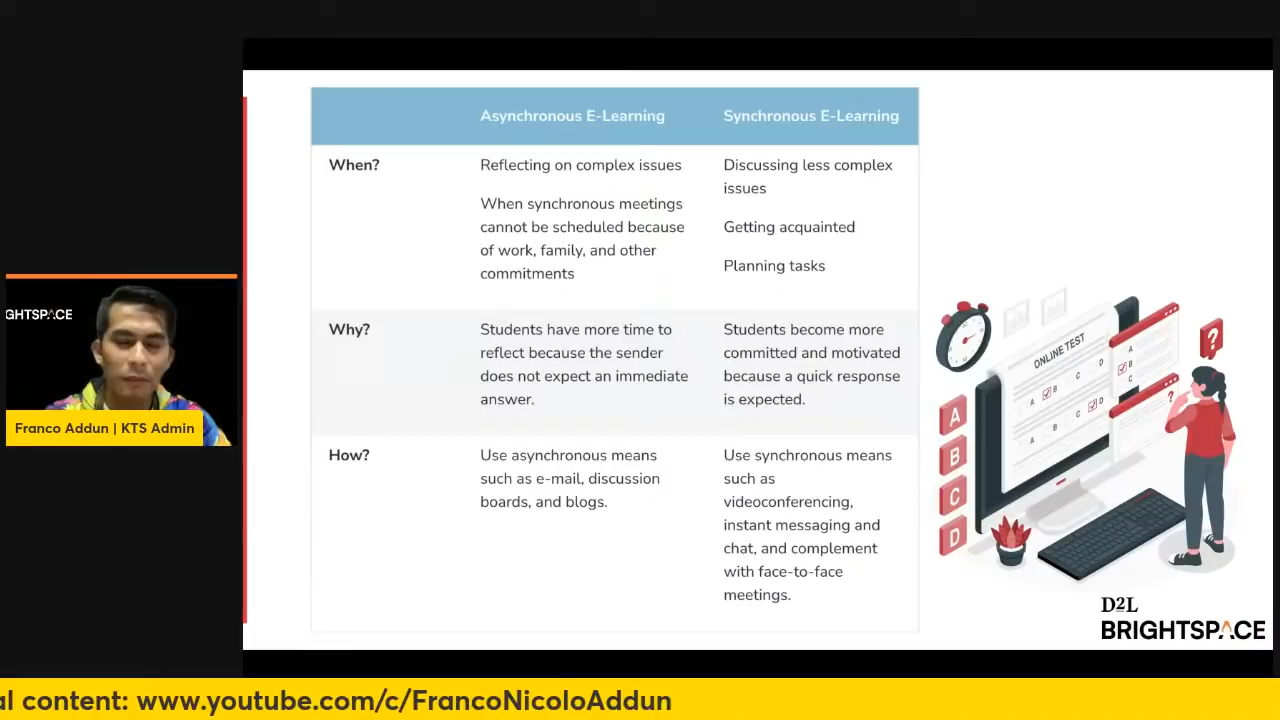 Asynchronous E-Learning
Synchronous E-Learning
When?
Reflecting on complex issues
When synchronous meetings
cannot be scheduled because
of work, family, and other
commitments
Discussing less complex
issues
Getting acquainted
Planning tasks
Why?
Students have more time to
reflect because the sender
does not expect an immediate
answer.
Students become more
committed and motivated
because a quick response
is expected.
How?
Use asynchronous means
such as e-mail, discussion
boards, and blogs.
Use synchronous means
such as
videoconferencing,
instant messaging and
chat, and complement
with face-to-face
meetings.
GHTSPACE
Franco Addun | KTS Admin
ONLINE TEST
A B C D
A B C D
A
B
C
?
?
A
B
C
D
D2L
BRIGHTSPACE
al content: www.youtube.com/c/FrancoNicoloAddun